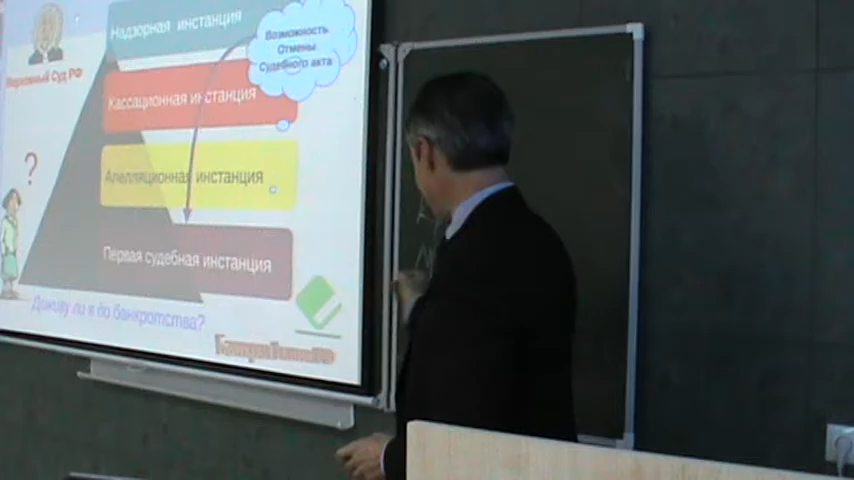 Надзорная инстанция
Возможность
Отмены
Судебного акта
Верховный Суд РФ
Кассационная инстанция
?
Апелляционная инстанция
Первая судебная инстанция
Доживу ли я до банкротства?